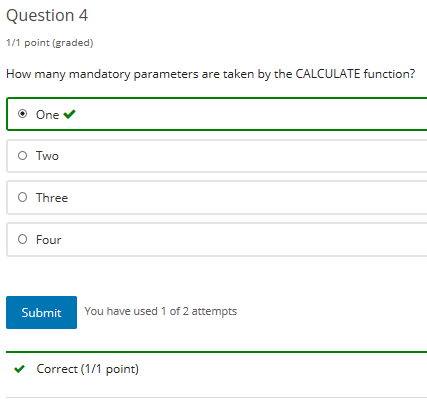 Question 4
1/1 point (graded)
How many mandatory parameters are taken by the CALCULATE function?
One
Two
Three
Four
Submit
You have used 1 of 2 attempts
Correct (1/1 point)